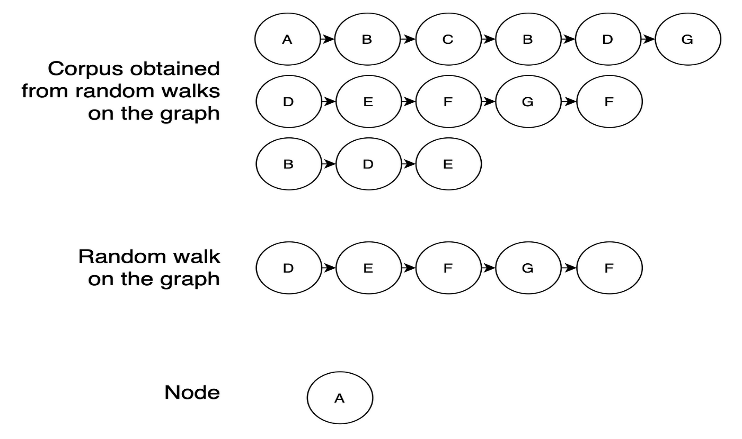 A B C B D G
Corpus obtained
from random walks
on the graph
D E F G F
B D E
Random walk
on the graph
D E F G F
Node
A